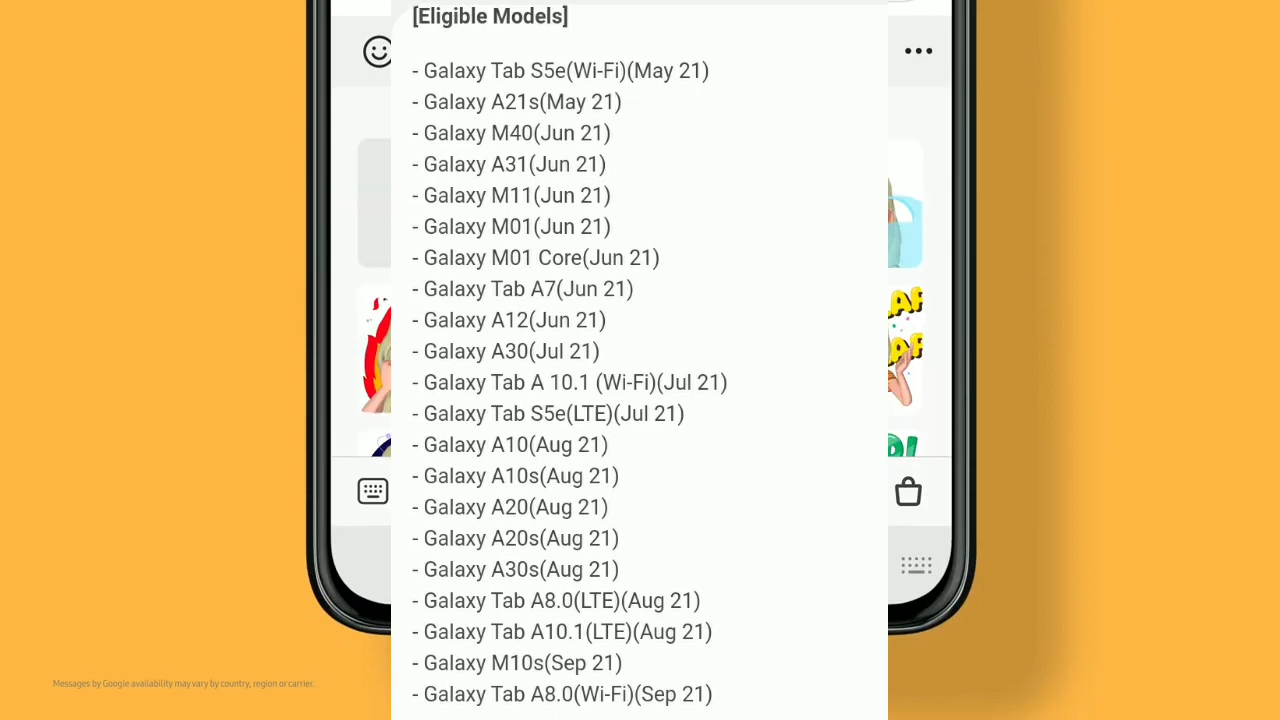 [Eligible Models]
- Galaxy Tab S5e(Wi-Fi)(May 21)
- Galaxy A21s(May 21)
- Galaxy M40(Jun 21)
- Galaxy A31(Jun 21)
- Galaxy M11(Jun 21)
- Galaxy M01(Jun 21)
- Galaxy M01 Core(Jun 21)
- Galaxy Tab A7(Jun 21)
- Galaxy A12(Jun 21)
- Galaxy A30(Jul 21)
- Galaxy Tab A 10.1 (Wi-Fi)(Jul 21)
- Galaxy Tab S5e(LTE)(Jul 21)
- Galaxy A10(Aug 21)
- Galaxy A10s(Aug 21)
- Galaxy A20(Aug 21)
- Galaxy A20s(Aug 21)
- Galaxy A30s(Aug 21)
- Galaxy Tab A8.0(LTE)(Aug 21)
- Galaxy Tab A10.1(LTE)(Aug 21)
- Galaxy M10s(Sep 21)
- Galaxy Tab A8.0(Wi-Fi)(Sep 21)
Messages by Google availability may vary by country, region or carrier.